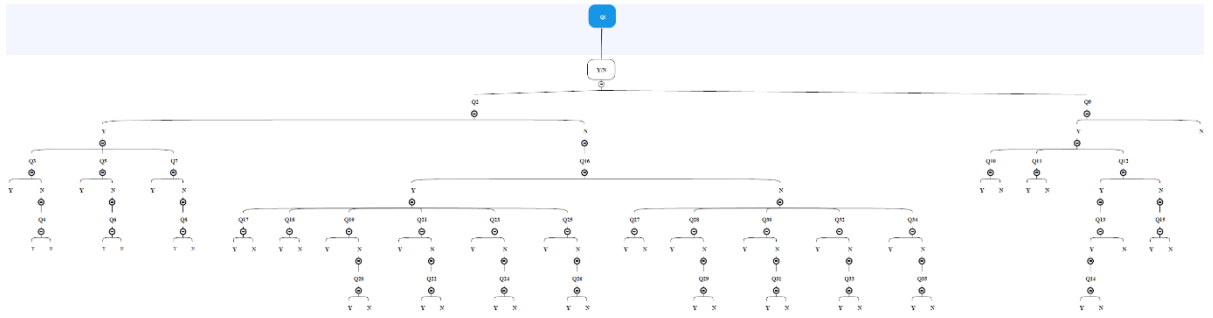 Q1
Y/N
Q2 Q9
Y N Y N
Q3 Q5 Q7 Q16 Q10 Q11 Q12
Y N Y N Y N Y N Y N Y N Y N
Q4 Q6 Q8 Q17 Q18 Q19 Q21 Q23 Q25 Q27 Q28 Q30 Q32 Q34 Q13 Q15
Y N Y N Y N Y N Y N Y N Y N Y N Y N Y N Y N Y N Y N Y N Y N Y N
Q20 Q22 Q24 Q26 Q29 Q31 Q33 Q35 Q14
Y N Y N Y N Y N Y N Y N Y N Y N Y N